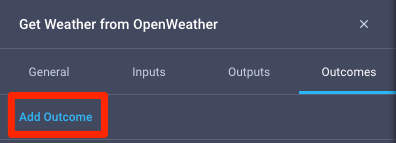 Get Weather from OpenWeather
General Inputs Outputs Outcomes
Add Outcome